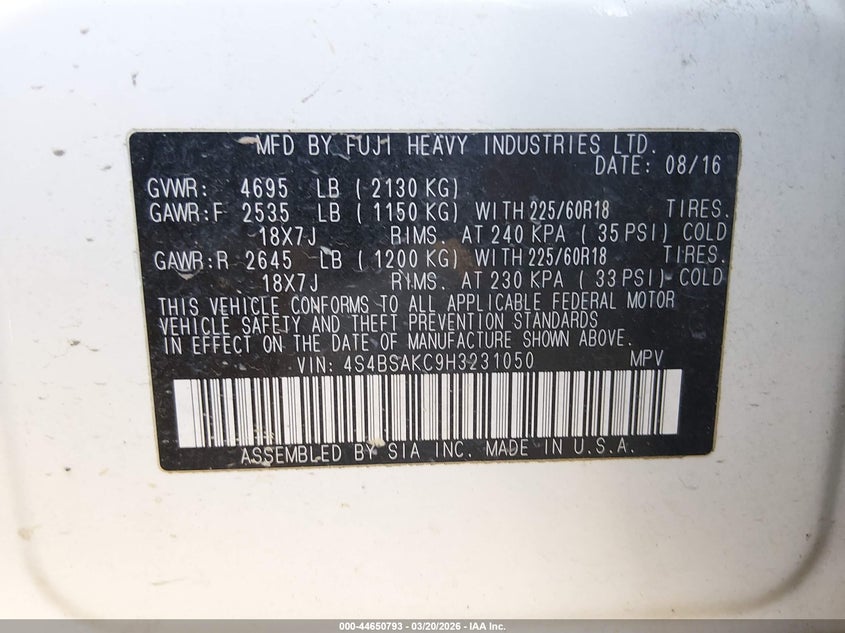 MFD BY FUJI HEAVY INDUSTRIES LTD.
DATE: 08/16
GVWR: 4695 LB ( 2130 KG)
GAWR:F 2535 LB ( 1150 KG) WITH 225/60R18 TIRES.
18X7J RIMS. AT 240 KPA ( 35 PSI) COLD
GAWR:R 2645 LB ( 1200 KG) WITH 225/60R18 TIRES.
18X7J RIMS. AT 230 KPA ( 33 PSI) COLD
THIS VEHICLE CONFORMS TO ALL APPLICABLE FEDERAL MOTOR
VEHICLE SAFETY AND THEFT PREVENTION STANDARDS
IN EFFECT ON THE DATE OF MANUFACTURE SHOWN ABOVE.
VIN: 4S4BSAKC9H3231050 MPV
ASSEMBLED BY SIA INC. MADE IN U.S.A.
000-44650793 - 03/20/2026 - IAA Inc.